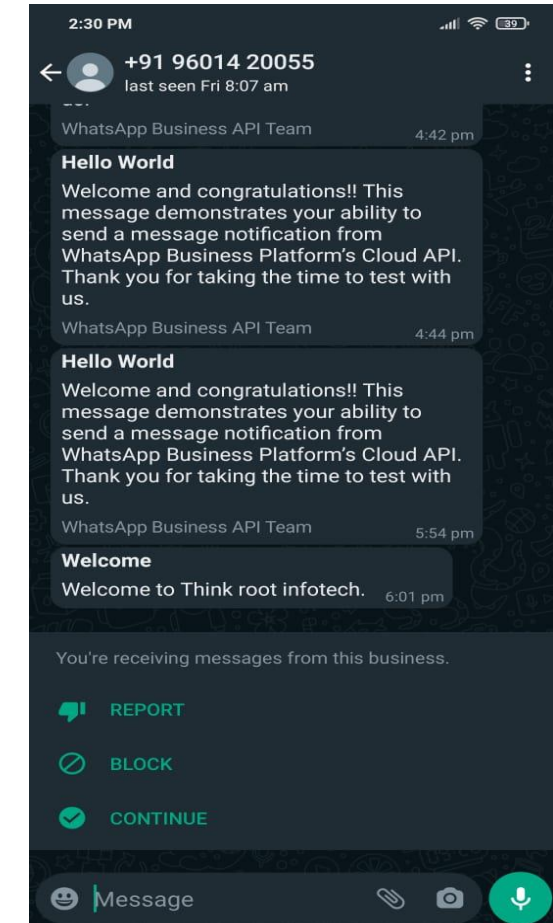 2:30 PM
39
+91 96014 20055
last seen Fri 8:07 am
WhatsApp Business API Team 4:42 pm
Hello World
Welcome and congratulations!! This
message demonstrates your ability to
send a message notification from
WhatsApp Business Platform's Cloud API.
Thank you for taking the time to test with
us.
WhatsApp Business API Team 4:44 pm
Hello World
Welcome and congratulations!! This
message demonstrates your ability to
send a message notification from
WhatsApp Business Platform's Cloud API.
Thank you for taking the time to test with
us.
WhatsApp Business API Team 5:54 pm
Welcome
Welcome to Think root infotech. 6:01 pm
You're receiving messages from this business.
REPORT
BLOCK
CONTINUE
Message